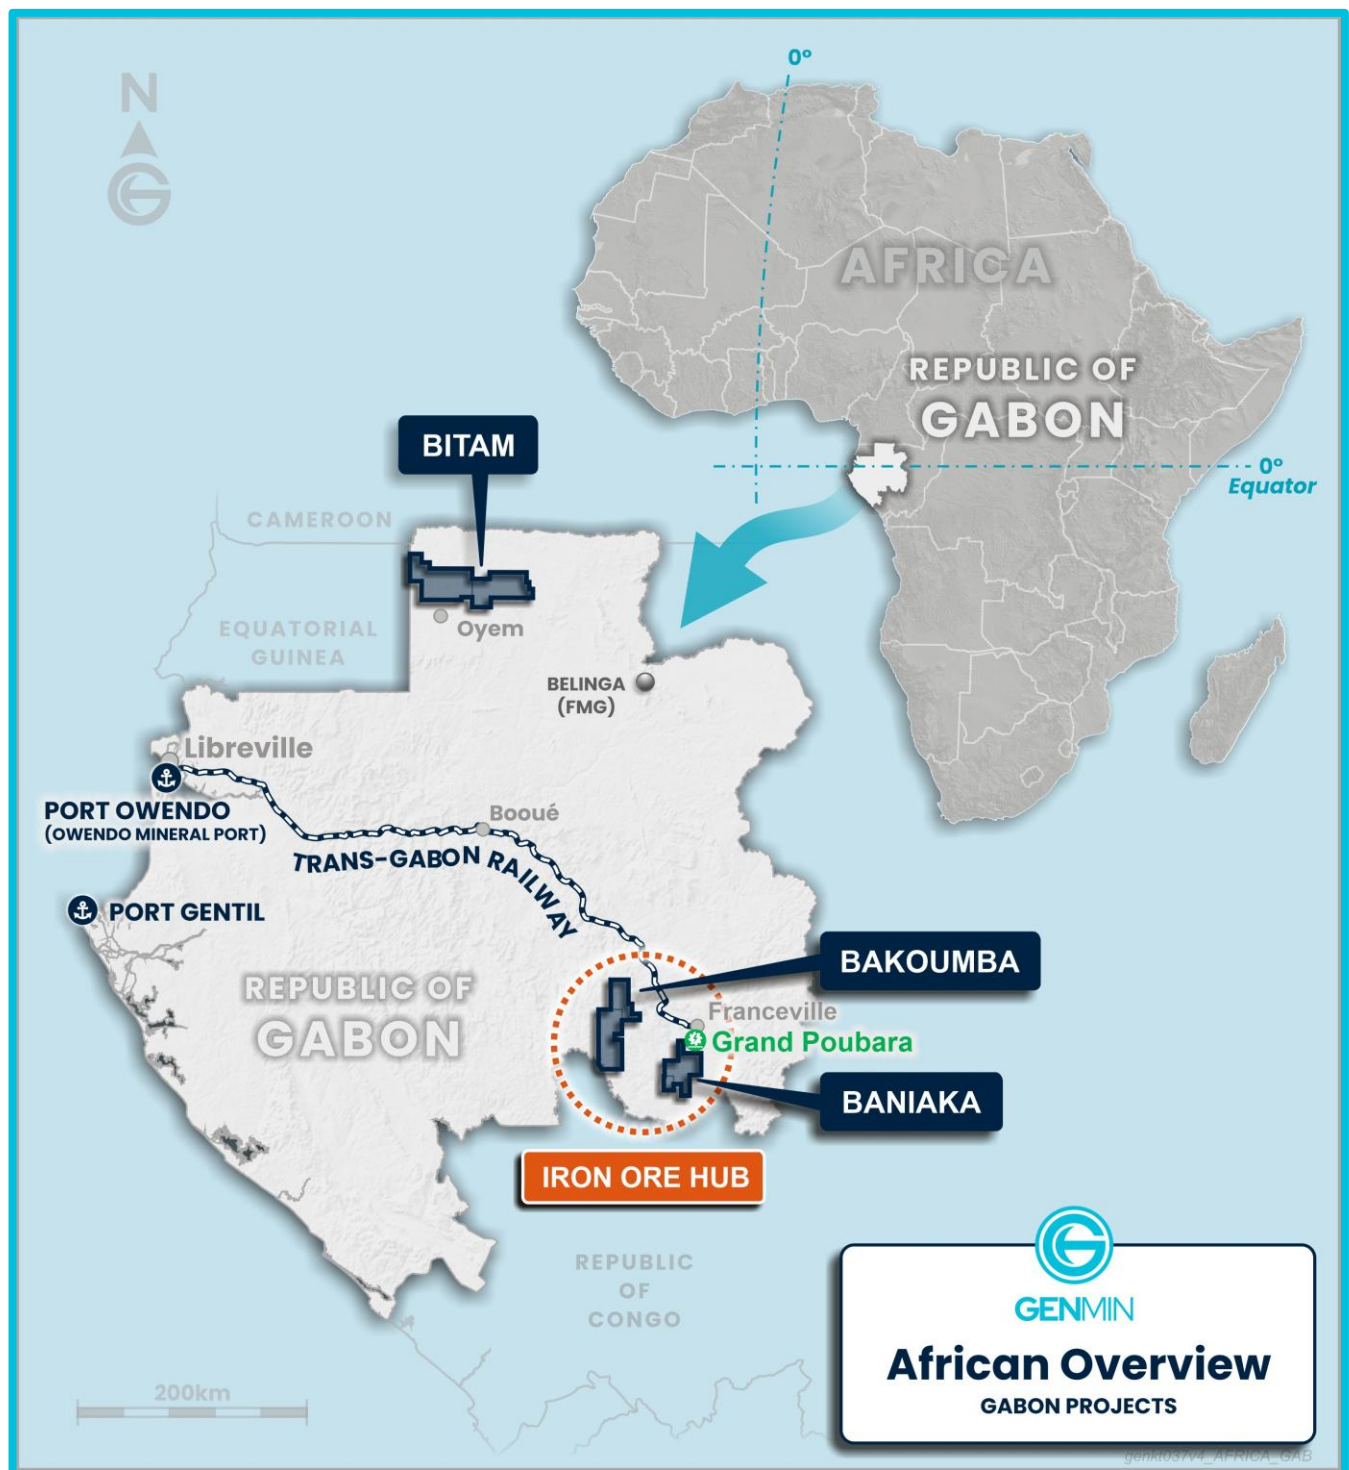 N
0°
AFRICA
REPUBLIC OF
GABON
0°
Equator
BITAM
CAMEROON
EQUATORIAL
GUINEA
Oyem
BELINGA
(FMG)
Libreville
PORT OWENDO
(OWENDO MINERAL PORT)
Booué
TRANS-GABON RAILWAY
PORT GENTIL
REPUBLIC OF
GABON
BAKOUMBA
Franceville
Grand Poubara
BANIAKA
IRON ORE HUB
REPUBLIC
OF
CONGO
200km
GENMIN
African Overview
GABON PROJECTS
genkt037v4_AFRICA_GAB